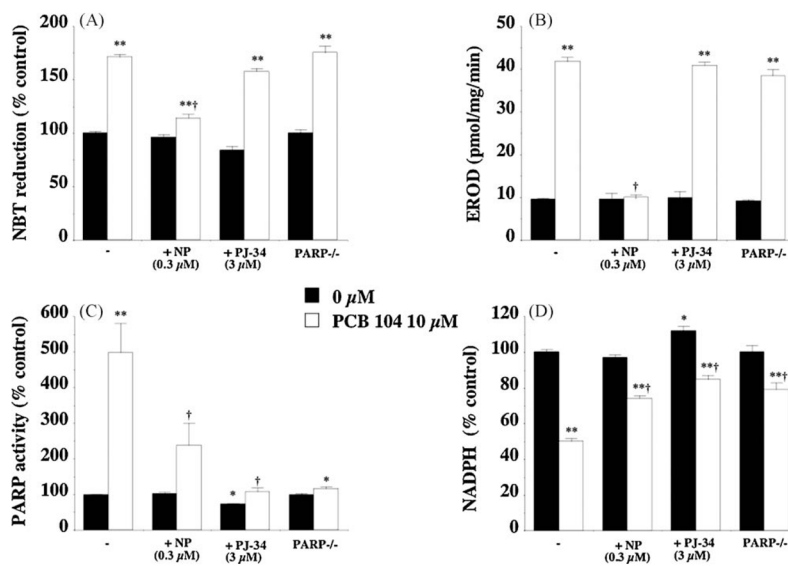 (A)
NBT reduction (% control)
200
150
100
50
0
**
**†
**
**
-
+ NP
(0.3 µM)
+ PJ-34
(3 µM)
PARP-/-
(B)
EROD (pmol/mg/min)
50
40
30
20
10
0
**
†
**
**
-
+ NP
(0.3 µM)
+ PJ-34
(3 µM)
PARP-/-
0 µM
PCB 104 10 µM
(C)
PARP activity (% control)
600
500
400
300
200
100
0
**
†
*
†
*
-
+ NP
(0.3 µM)
+ PJ-34
(3 µM)
PARP-/-
(D)
NADPH (% control)
120
100
80
60
40
20
0
**
**†
*
**†
**†
-
+ NP
(0.3 µM)
+ PJ-34
(3 µM)
PARP-/-